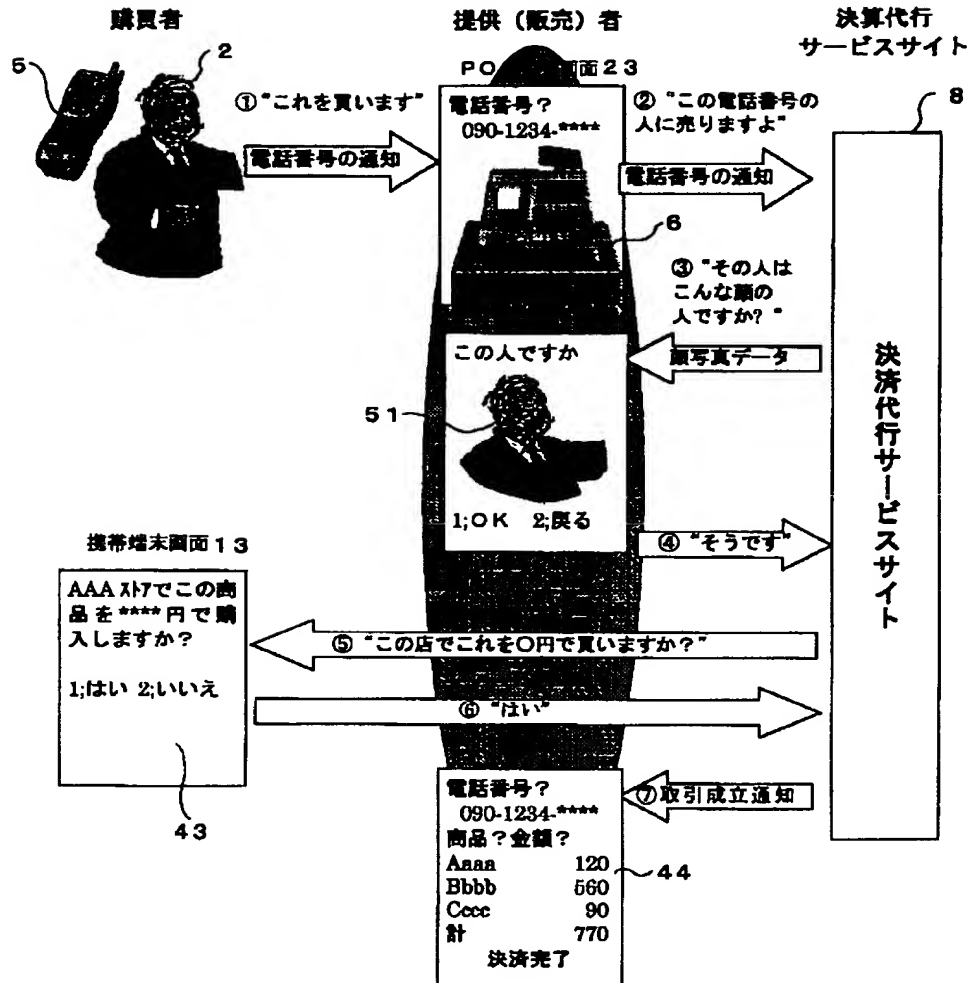 購買者
提供（販売）者
決算代行
サービスサイト
5
2
PO 画面23
8
①“これを買います”
電話番号の通知
電話番号？
090-1234-****
②“この電話番号の
人に売りますよ”
電話番号の通知
6
③“その人は
こんな顔の
人ですか？”
顔写真データ
この人ですか
51
1;OK 2;戻る
④“そうです”
決済代行サービスサイト
携帯端末画面13
AAAストアでこの商
品を****円で購
入しますか？
1;はい 2;いいえ
43
⑤“この店でこれを〇円で買いますか？”
⑥“はい”
⑦取引成立通知
電話番号？
090-1234-****
商品？金額？
Aaaa 120
Bbbb 560
Cccc 90
計 770
決済完了
44